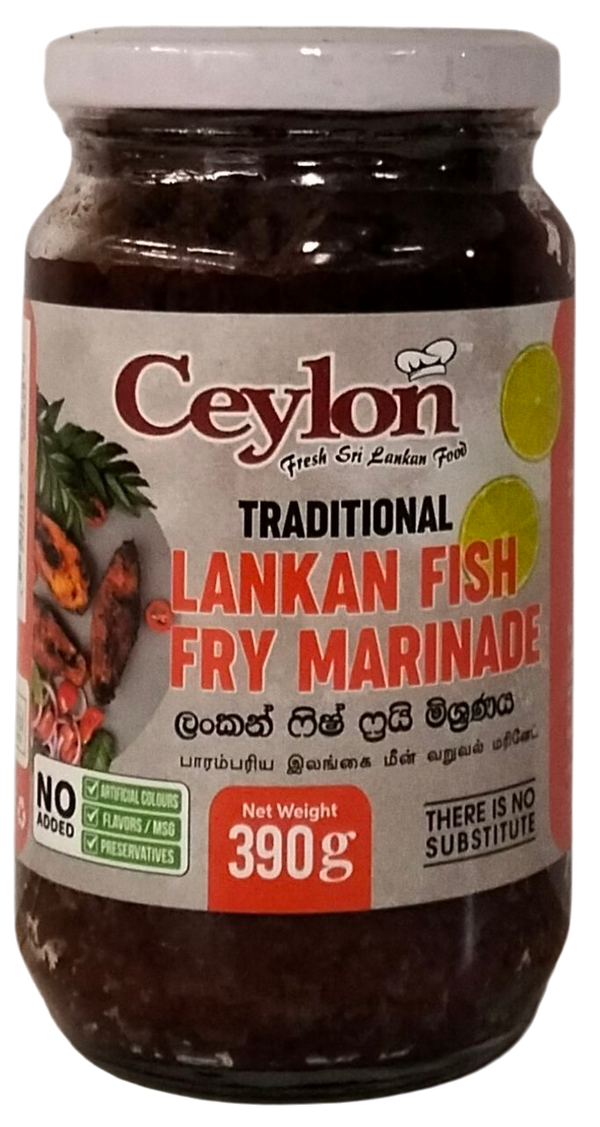 Ceylon
Fresh Sri Lankan Food
TRADITIONAL
LANKAN FISH
FRY MARINADE
ලංකන් ෆිෂ් ෆ්‍රයි මිශ්‍රණය
பாரம்பரிய இலங்கை மீன் வறுவல்
NO
ADDED
ARTIFICIAL COLOURS
FLAVORS / MSG
PRESERVATIVES
Net Weight
390g
THERE IS NO
SUBSTITUTE